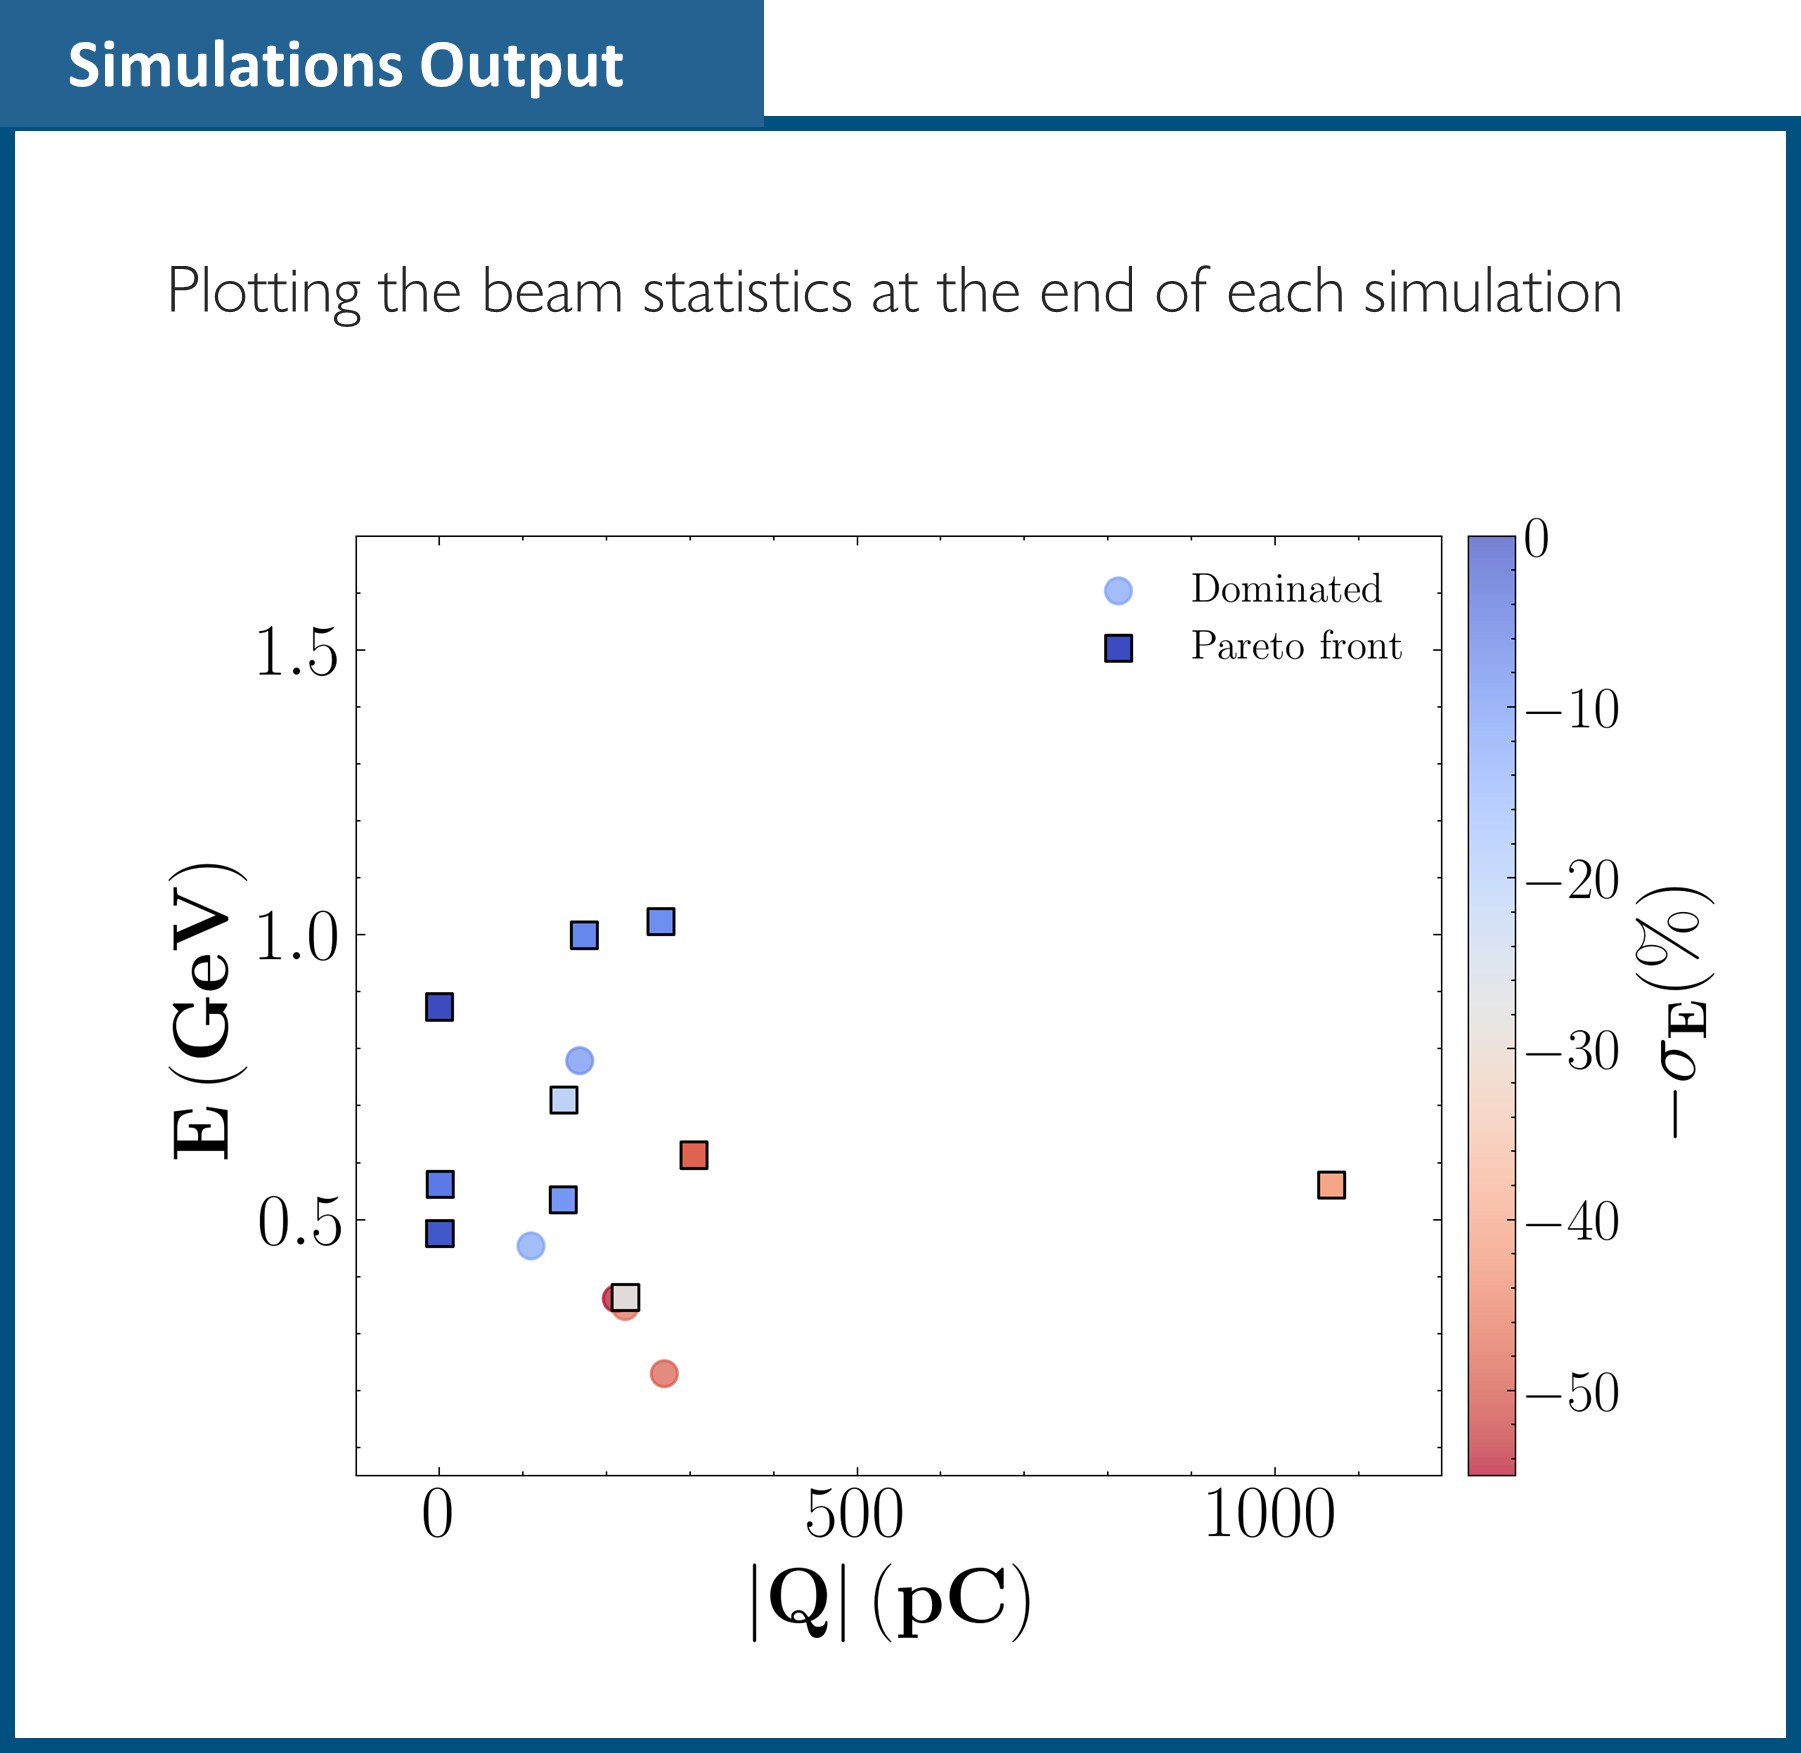 Simulations Output
Plotting the beam statistics at the end of each simulation
Dominated
Pareto front
1.5
1.0
0.5
E (GeV)
0
500
1000
|Q| (pC)
0
−10
−20
−30
−40
−50
−σE(%)